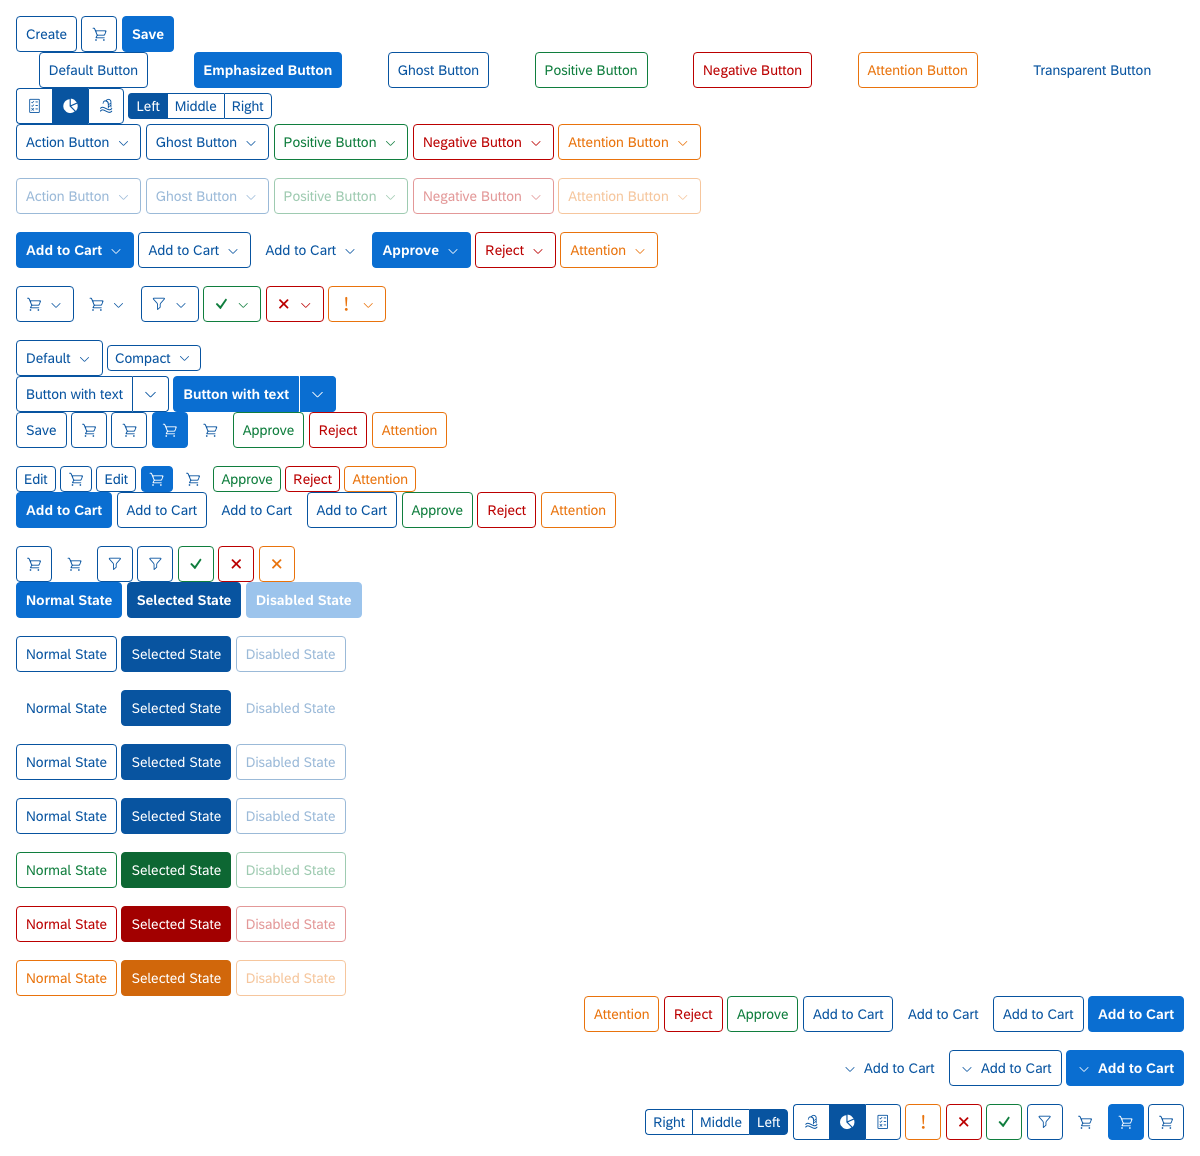 Create Save
Default Button Emphasized Button Ghost Button Positive Button Negative Button Attention Button Transparent Button
Left Middle Right
Action Button Ghost Button Positive Button Negative Button Attention Button
Action Button Ghost Button Positive Button Negative Button Attention Button
Add to Cart Add to Cart Add to Cart Approve Reject Attention
Default Compact
Button with text Button with text
Save Approve Reject Attention
Edit Edit Approve Reject Attention
Add to Cart Add to Cart Add to Cart Add to Cart Approve Reject Attention
Normal State Selected State Disabled State
Normal State Selected State Disabled State
Normal State Selected State Disabled State
Normal State Selected State Disabled State
Normal State Selected State Disabled State
Normal State Selected State Disabled State
Normal State Selected State Disabled State
Normal State Selected State Disabled State
Attention Reject Approve Add to Cart Add to Cart Add to Cart Add to Cart
Add to Cart Add to Cart Add to Cart
Right Middle Left